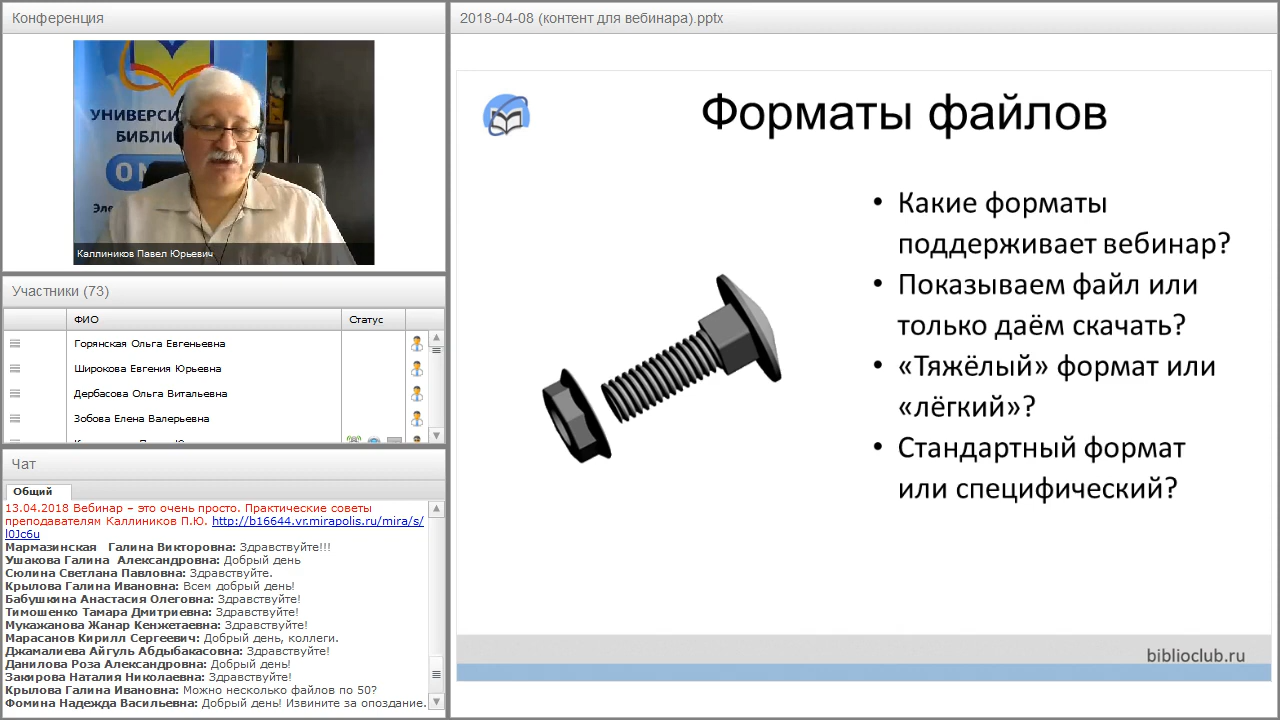 Конференция
УНИВЕРСИ
БИБЛИ
Каллиников Павел Юрьевич
Участники (73)
ФИО
Статус
Горянская Ольга Евгеньевна
Широкова Евгения Юрьевна
Дербасова Ольга Витальевна
Зобова Елена Валерьевна
Чат
Общий
13.04.2018 Вебинар – это очень просто. Практические советы
преподавателям Каллиников П.Ю. http://b16644.vr.mirapolis.ru/mira/s/
l0Jc6u
Мармазинская Галина Викторовна: Здравствуйте!!!
Ушакова Галина Александровна: Добрый день
Сюлина Светлана Павловна: Здравствуйте.
Крылова Галина Ивановна: Всем добрый день!
Бабушкина Анастасия Олеговна: Здравствуйте!
Тимошенко Тамара Дмитриевна: Здравствуйте!
Мукажанова Жанар Кенжетаевна: Здравствуйте!
Марасанов Кирилл Сергеевич: Добрый день, коллеги.
Джамалиева Айгуль Абдыбакасовна: Здравствуйте!
Данилова Роза Александровна: Добрый день!
Закирова Наталия Николаевна: Здравствуйте!
Крылова Галина Ивановна: Можно несколько файлов по 50?
Фомина Надежда Васильевна: Добрый день! Извините за опоздание.
2018-04-08 (контент для вебинара).pptx
Форматы файлов
• Какие форматы
поддерживает вебинар?
• Показываем файл или
только даём скачать?
• «Тяжёлый» формат или
«лёгкий»?
• Стандартный формат
или специфический?
biblioclub.ru